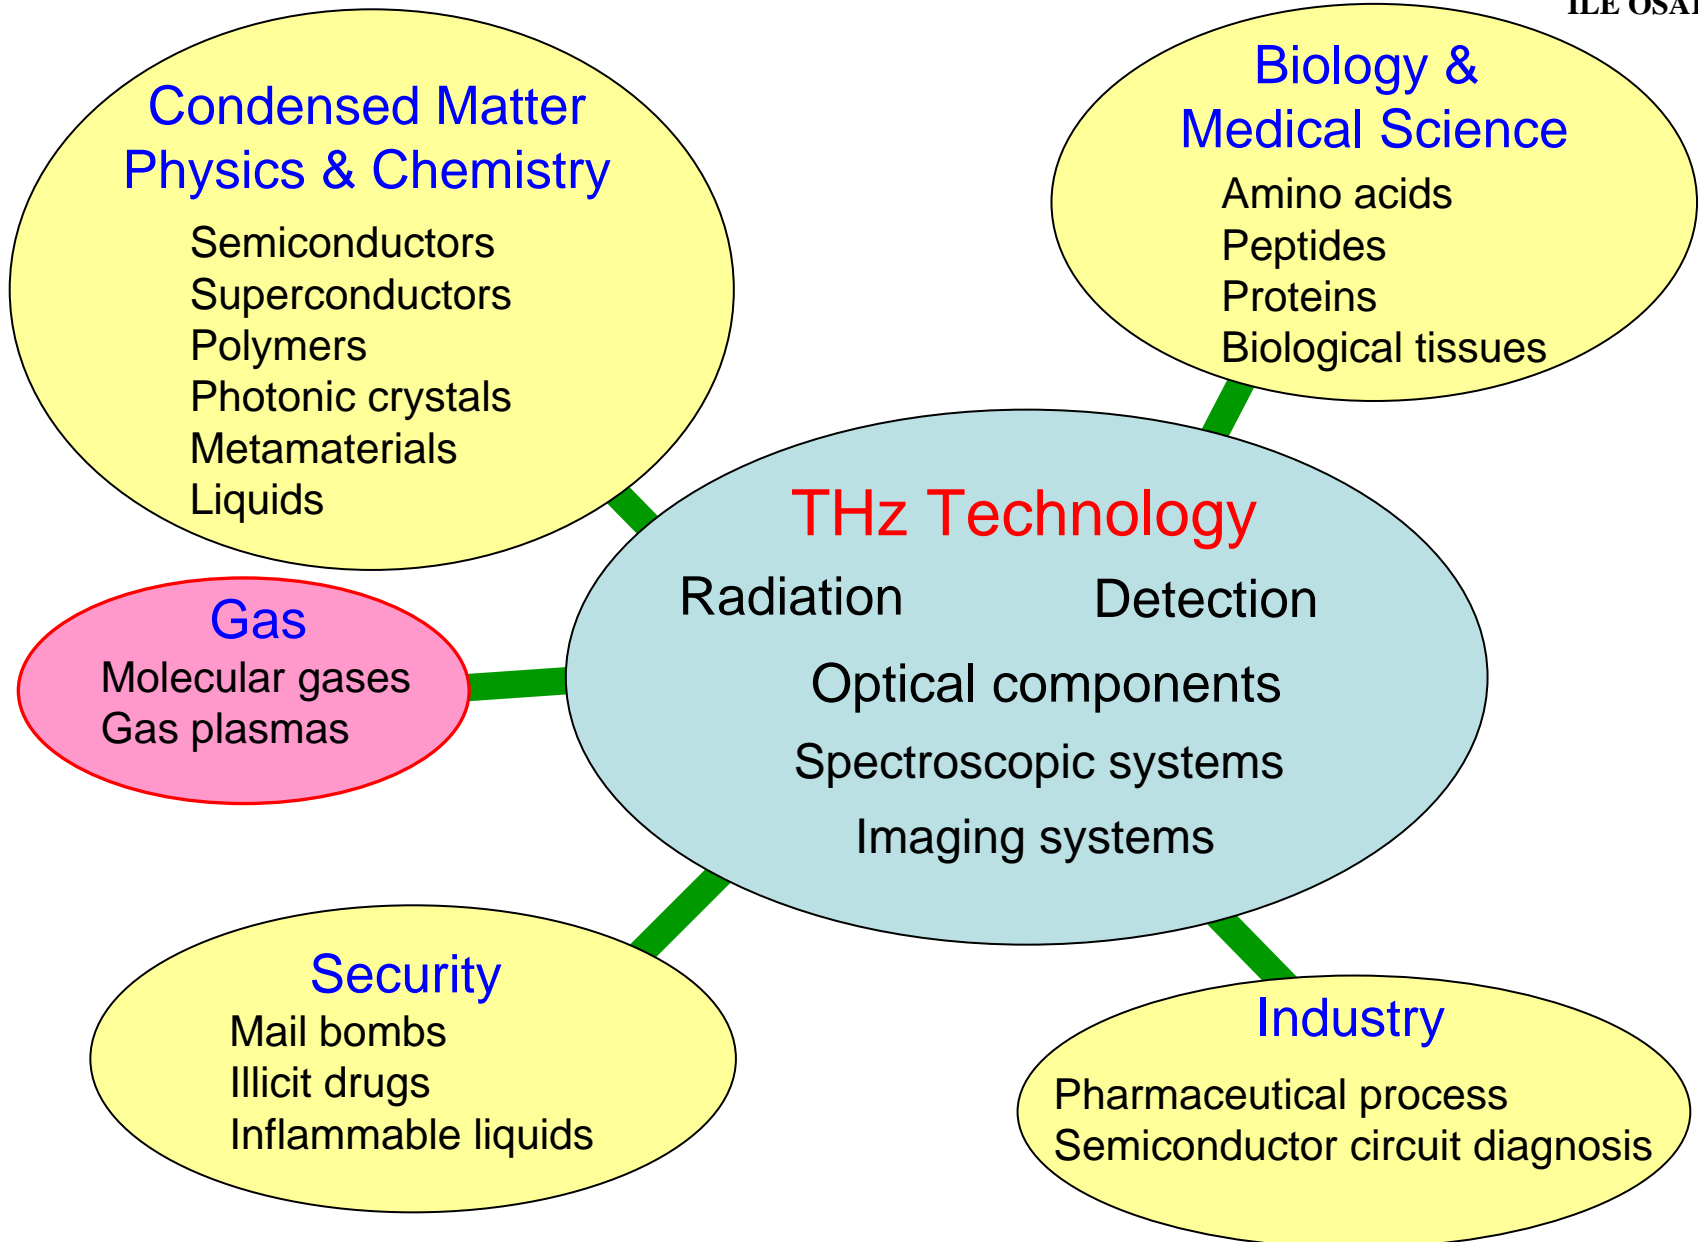 Condensed Matter
Physics & Chemistry
Semiconductors
Superconductors
Polymers
Photonic crystals
Metamaterials
Liquids
Biology &
Medical Science
Amino acids
Peptides
Proteins
Biological tissues
THz Technology
Radiation Detection
Optical components
Spectroscopic systems
Imaging systems
Gas
Molecular gases
Gas plasmas
Security
Mail bombs
Illicit drugs
Inflammable liquids
Industry
Pharmaceutical process
Semiconductor circuit diagnosis
ILE